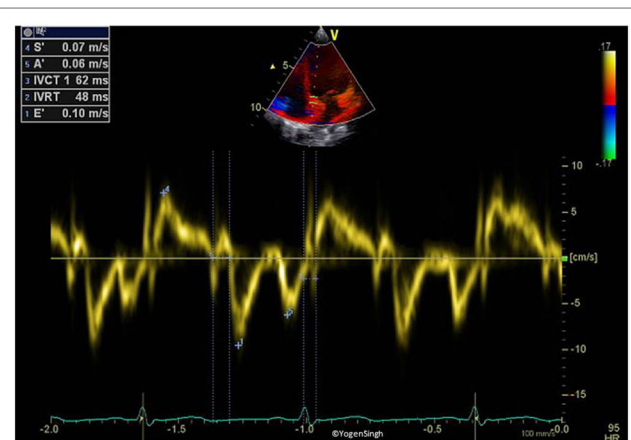 4 S' 0.07 m/s
5 A' 0.06 m/s
3 IVCT 1 62 ms
2 IVRT 48 ms
1 E' 0.10 m/s
V
5
10
.17
-.17
10
5
[cm/s]
-5
-10
-15
4
1
-2.0 -1.5 -1.0 -0.5 0.0
100 mm/s
95
HR
©YogenSingh